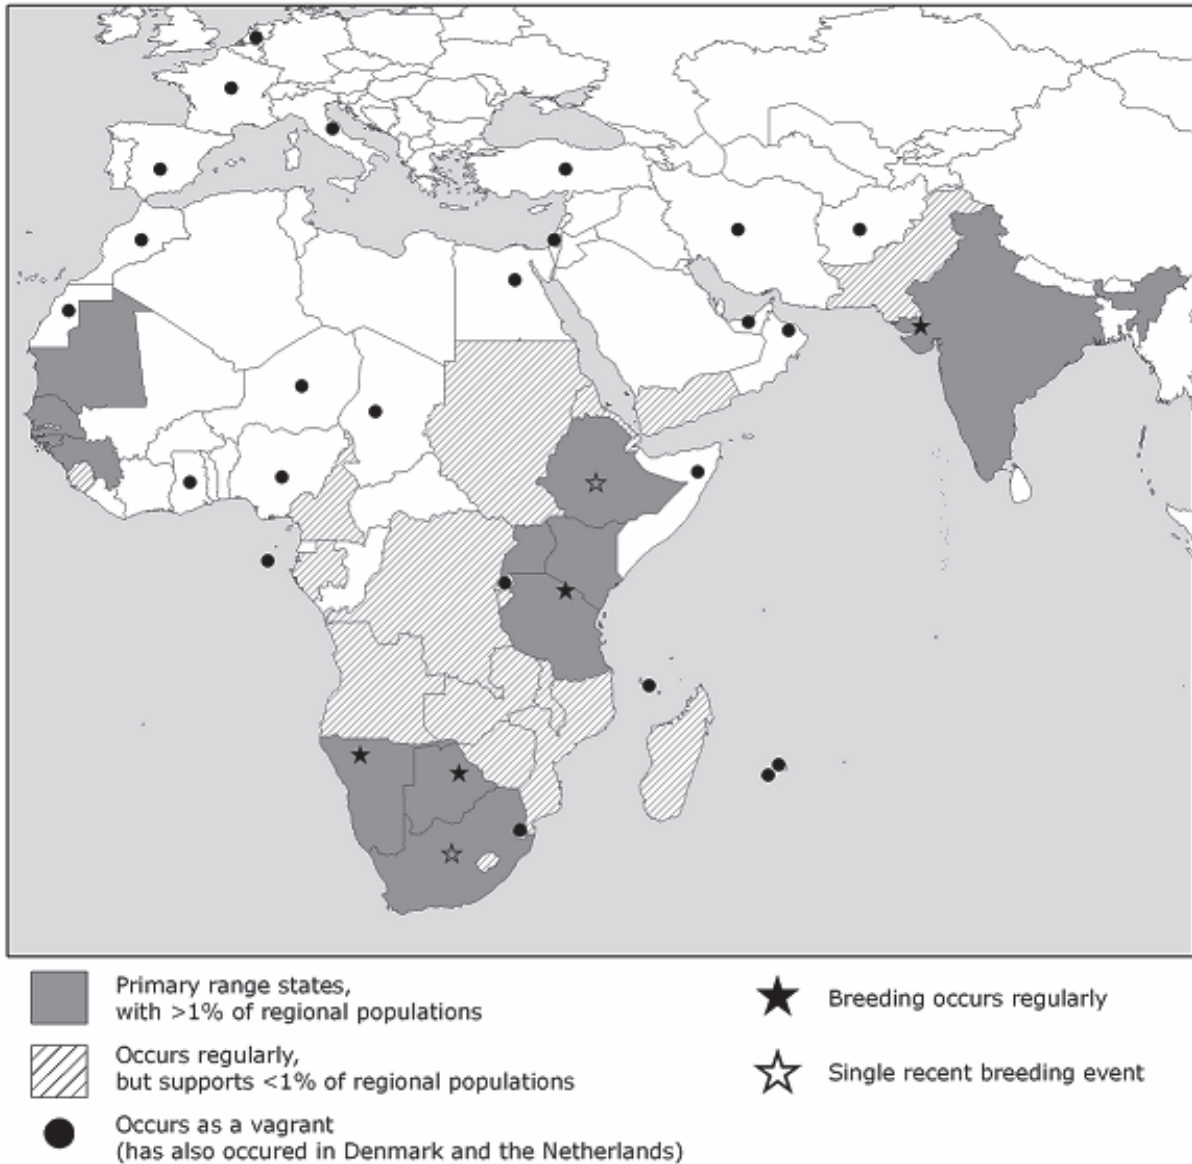 Primary range states,
with >1% of regional populations
Occurs regularly,
but supports <1% of regional populations
Occurs as a vagrant
(has also occured in Denmark and the Netherlands)
Breeding occurs regularly
Single recent breeding event